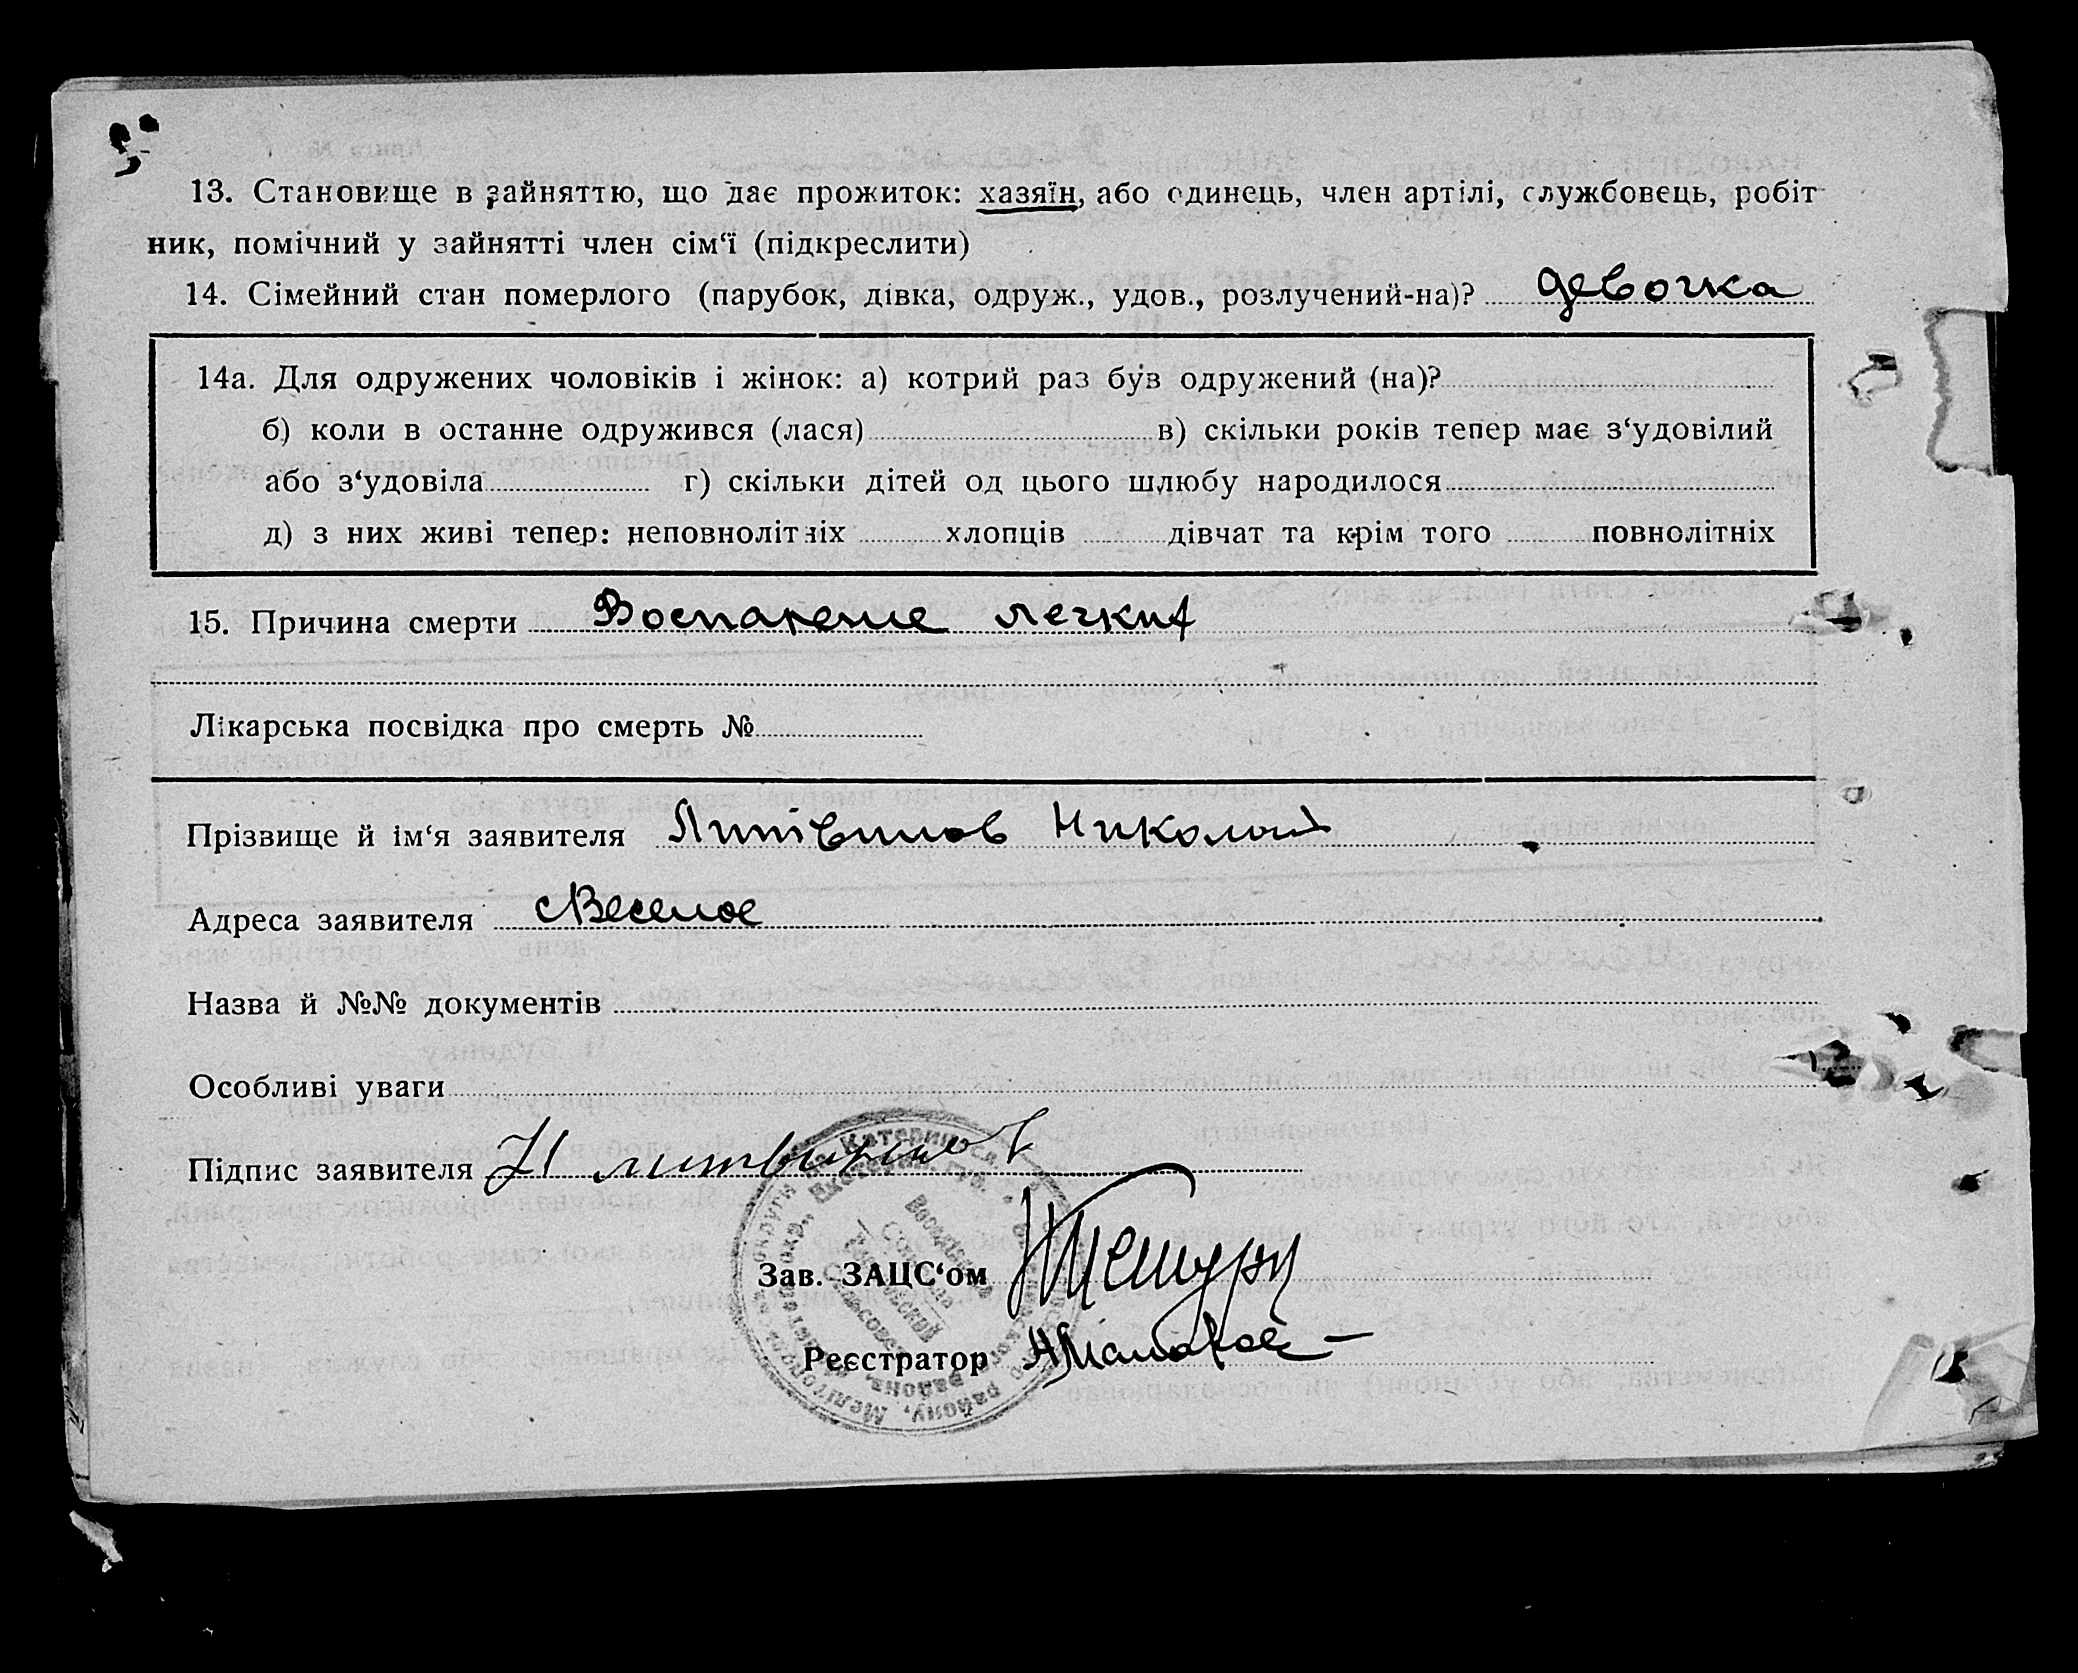 13. Становище в зайняттю, що дає прожиток: хазяїн, або одинець, член артілі, службовець, робіт
ник, помічний у зайнятті член сім‘ї (підкреслити)
14. Сімейний стан померлого (парубок, дівка, одруж., удов., розлучений-на)? девочка
14а. Для одружених чоловіків і жінок: а) котрий раз був одружений (на)?
б) коли в останне одружився (лася) в) скільки років тепер має з‘удовілий
або з‘удовіла г) скільки дітей од цього шлюбу народилося
д) з них живі тепер: неповнолітніх хлопців дівчат та крім того повнолітніх
15. Причина смерти Воспаление легких
Лікарська посвідка про смерть №
Прізвище й ім‘я заявителя Литвинов Николай
Адреса заявителя с Веселое
Назва й №№ документів
Особливі уваги
Підпис заявителя Н литвинов
Зав. ЗАЦС‘ом
Реєстратор